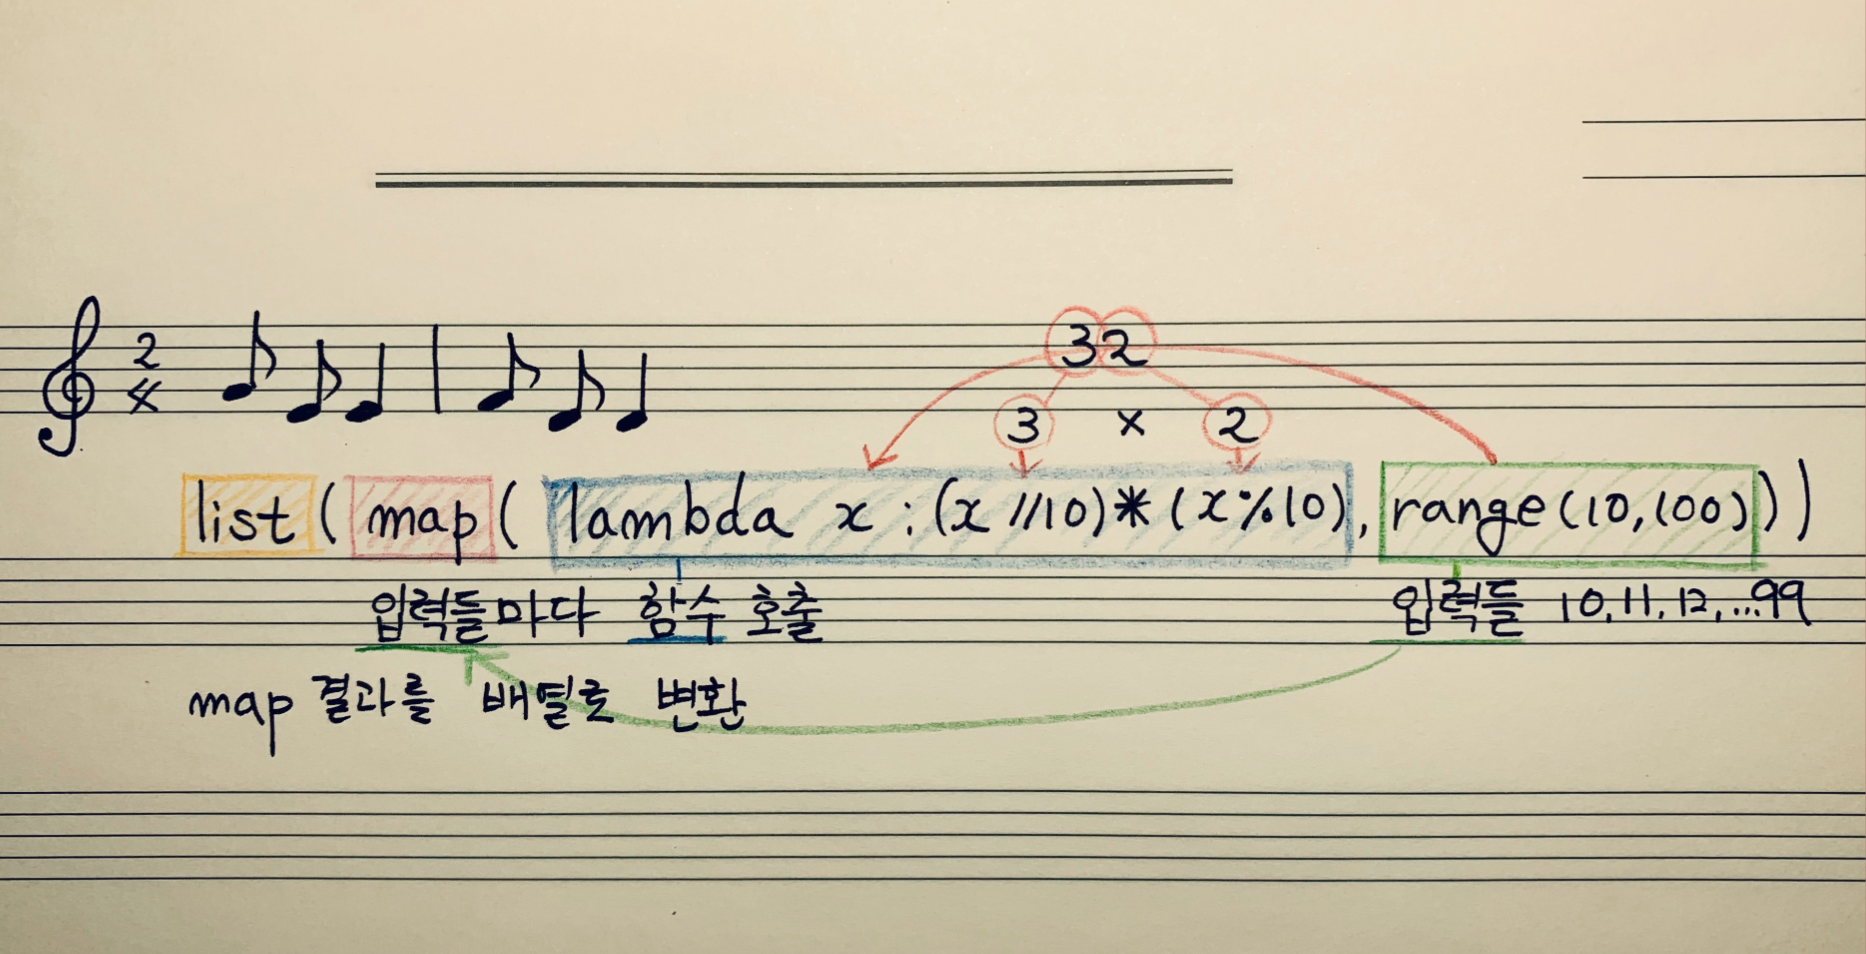 2
4
32
3 × 2
list(map(lambda x:(x//10)*(x%10),range(10,100)))
입력들마다 함수 호출
입력들 10,11,12,...99
map 결과를 배열로 변환